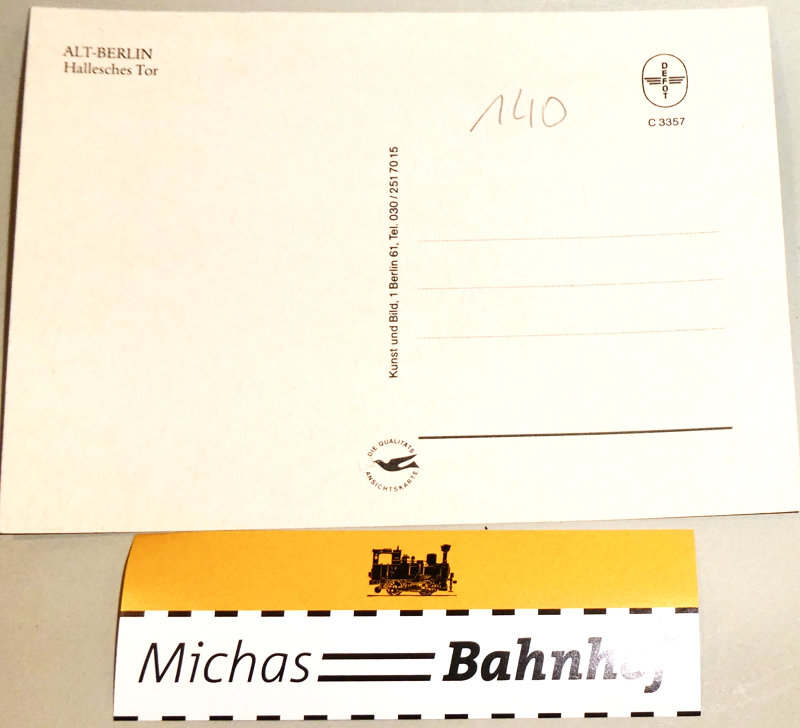 ALT-BERLIN
Hallesches Tor
140
DEFOT
C 3357
Kunst und Bild, 1 Berlin 61, Tel. 030 / 251 70 15
DIE QUALITÄTS
ANSICHTSKARTE
Michas Bahnhof